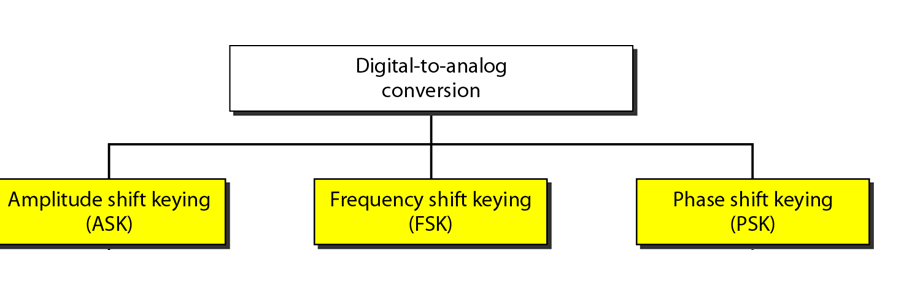 Digital-to-analog
conversion
Amplitude shift keying
(ASK)
Frequency shift keying
(FSK)
Phase shift keying
(PSK)